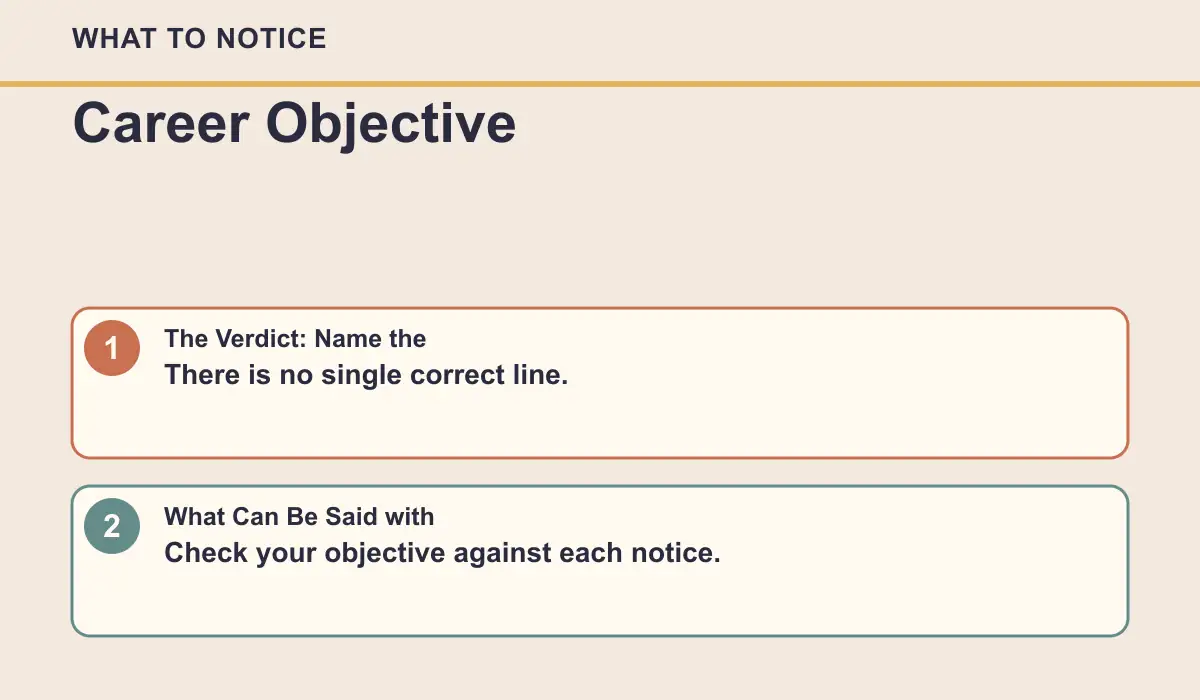 WHAT TO NOTICE
Career Objective
1
The Verdict: Name the
There is no single correct line.
2
What Can Be Said with
Check your objective against each notice.